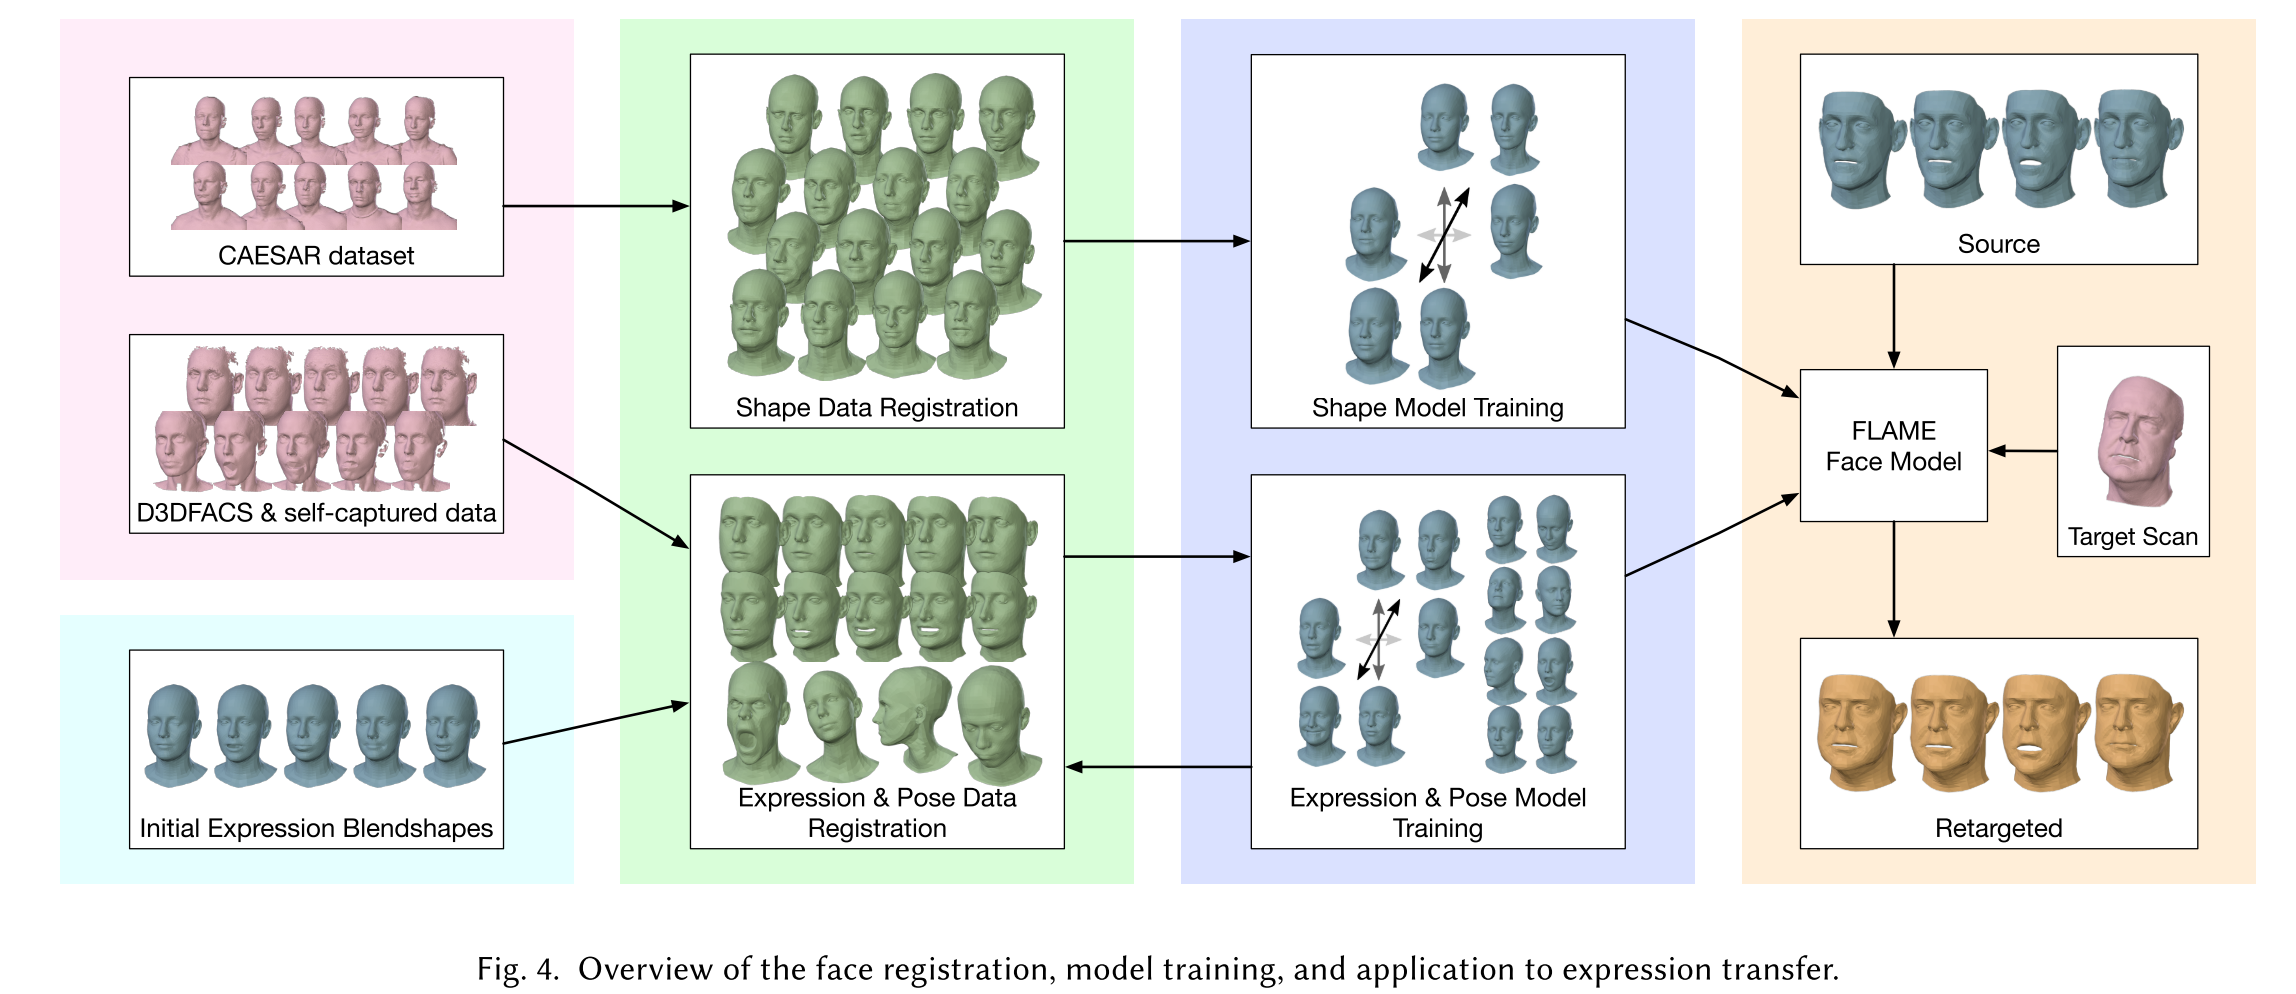 CAESAR dataset
D3DFACS & self-captured data
Initial Expression Blendshapes
Shape Data Registration
Expression & Pose Data
Registration
Shape Model Training
Expression & Pose Model
Training
Source
FLAME
Face Model
Target Scan
Retargeted
Fig. 4. Overview of the face registration, model training, and application to expression transfer.